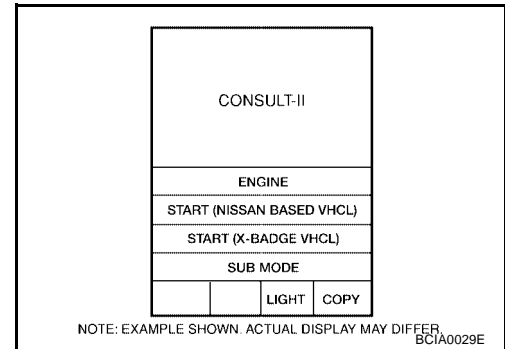 CONSULT-II
ENGINE
START (NISSAN BASED VHCL)
START (X-BADGE VHCL)
SUB MODE
LIGHT COPY
NOTE: EXAMPLE SHOWN. ACTUAL DISPLAY MAY DIFFER.
BCIA0029E